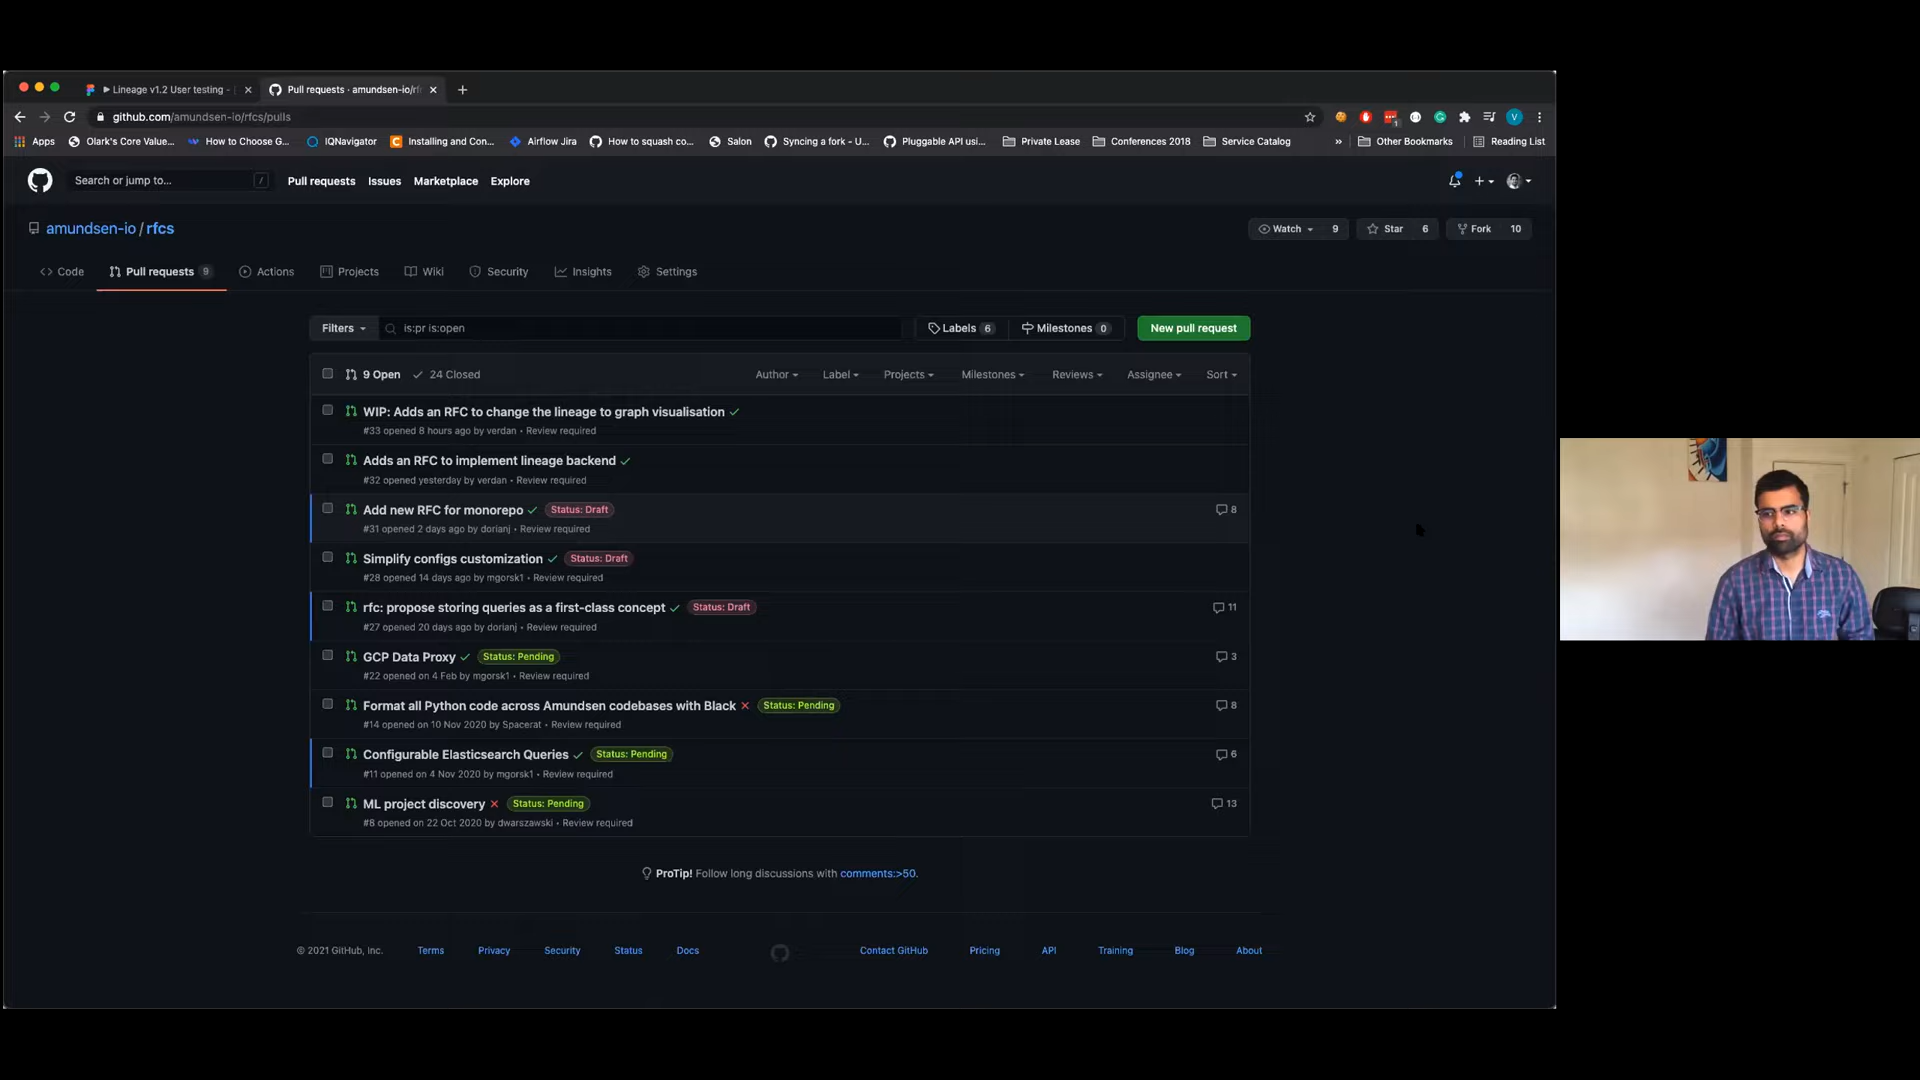 Lineage v1.2 User testing -
Pull requests · amundsen-io/rf
github.com/amundsen-io/rfcs/pulls
Apps Olark's Core Value... How to Choose G... IQNavigator Installing and Con... Airflow Jira How to squash co... Salon Syncing a fork - U... Pluggable API usi... Private Lease Conferences 2018 Service Catalog » Other Bookmarks Reading List
Search or jump to... / Pull requests Issues Marketplace Explore
amundsen-io / rfcs Watch 9 Star 6 Fork 10
Code Pull requests 9 Actions Projects Wiki Security Insights Settings
Filters is:pr is:open Labels 6 Milestones 0 New pull request
9 Open 24 Closed Author Label Projects Milestones Reviews Assignee Sort
WIP: Adds an RFC to change the lineage to graph visualisation
#33 opened 8 hours ago by verdan • Review required
Adds an RFC to implement lineage backend
#32 opened yesterday by verdan • Review required
Add new RFC for monorepo Status: Draft 8
#31 opened 2 days ago by dorianj • Review required
Simplify configs customization Status: Draft
#28 opened 14 days ago by mgorsk1 • Review required
rfc: propose storing queries as a first-class concept Status: Draft 11
#27 opened 20 days ago by dorianj • Review required
GCP Data Proxy Status: Pending 3
#22 opened on 4 Feb by mgorsk1 • Review required
Format all Python code across Amundsen codebases with Black Status: Pending 8
#14 opened on 10 Nov 2020 by Spacerat • Review required
Configurable Elasticsearch Queries Status: Pending 6
#11 opened on 4 Nov 2020 by mgorsk1 • Review required
ML project discovery Status: Pending 13
#8 opened on 22 Oct 2020 by dwarszawski • Review required
ProTip! Follow long discussions with comments:>50.
© 2021 GitHub, Inc. Terms Privacy Security Status Docs Contact GitHub Pricing API Training Blog About